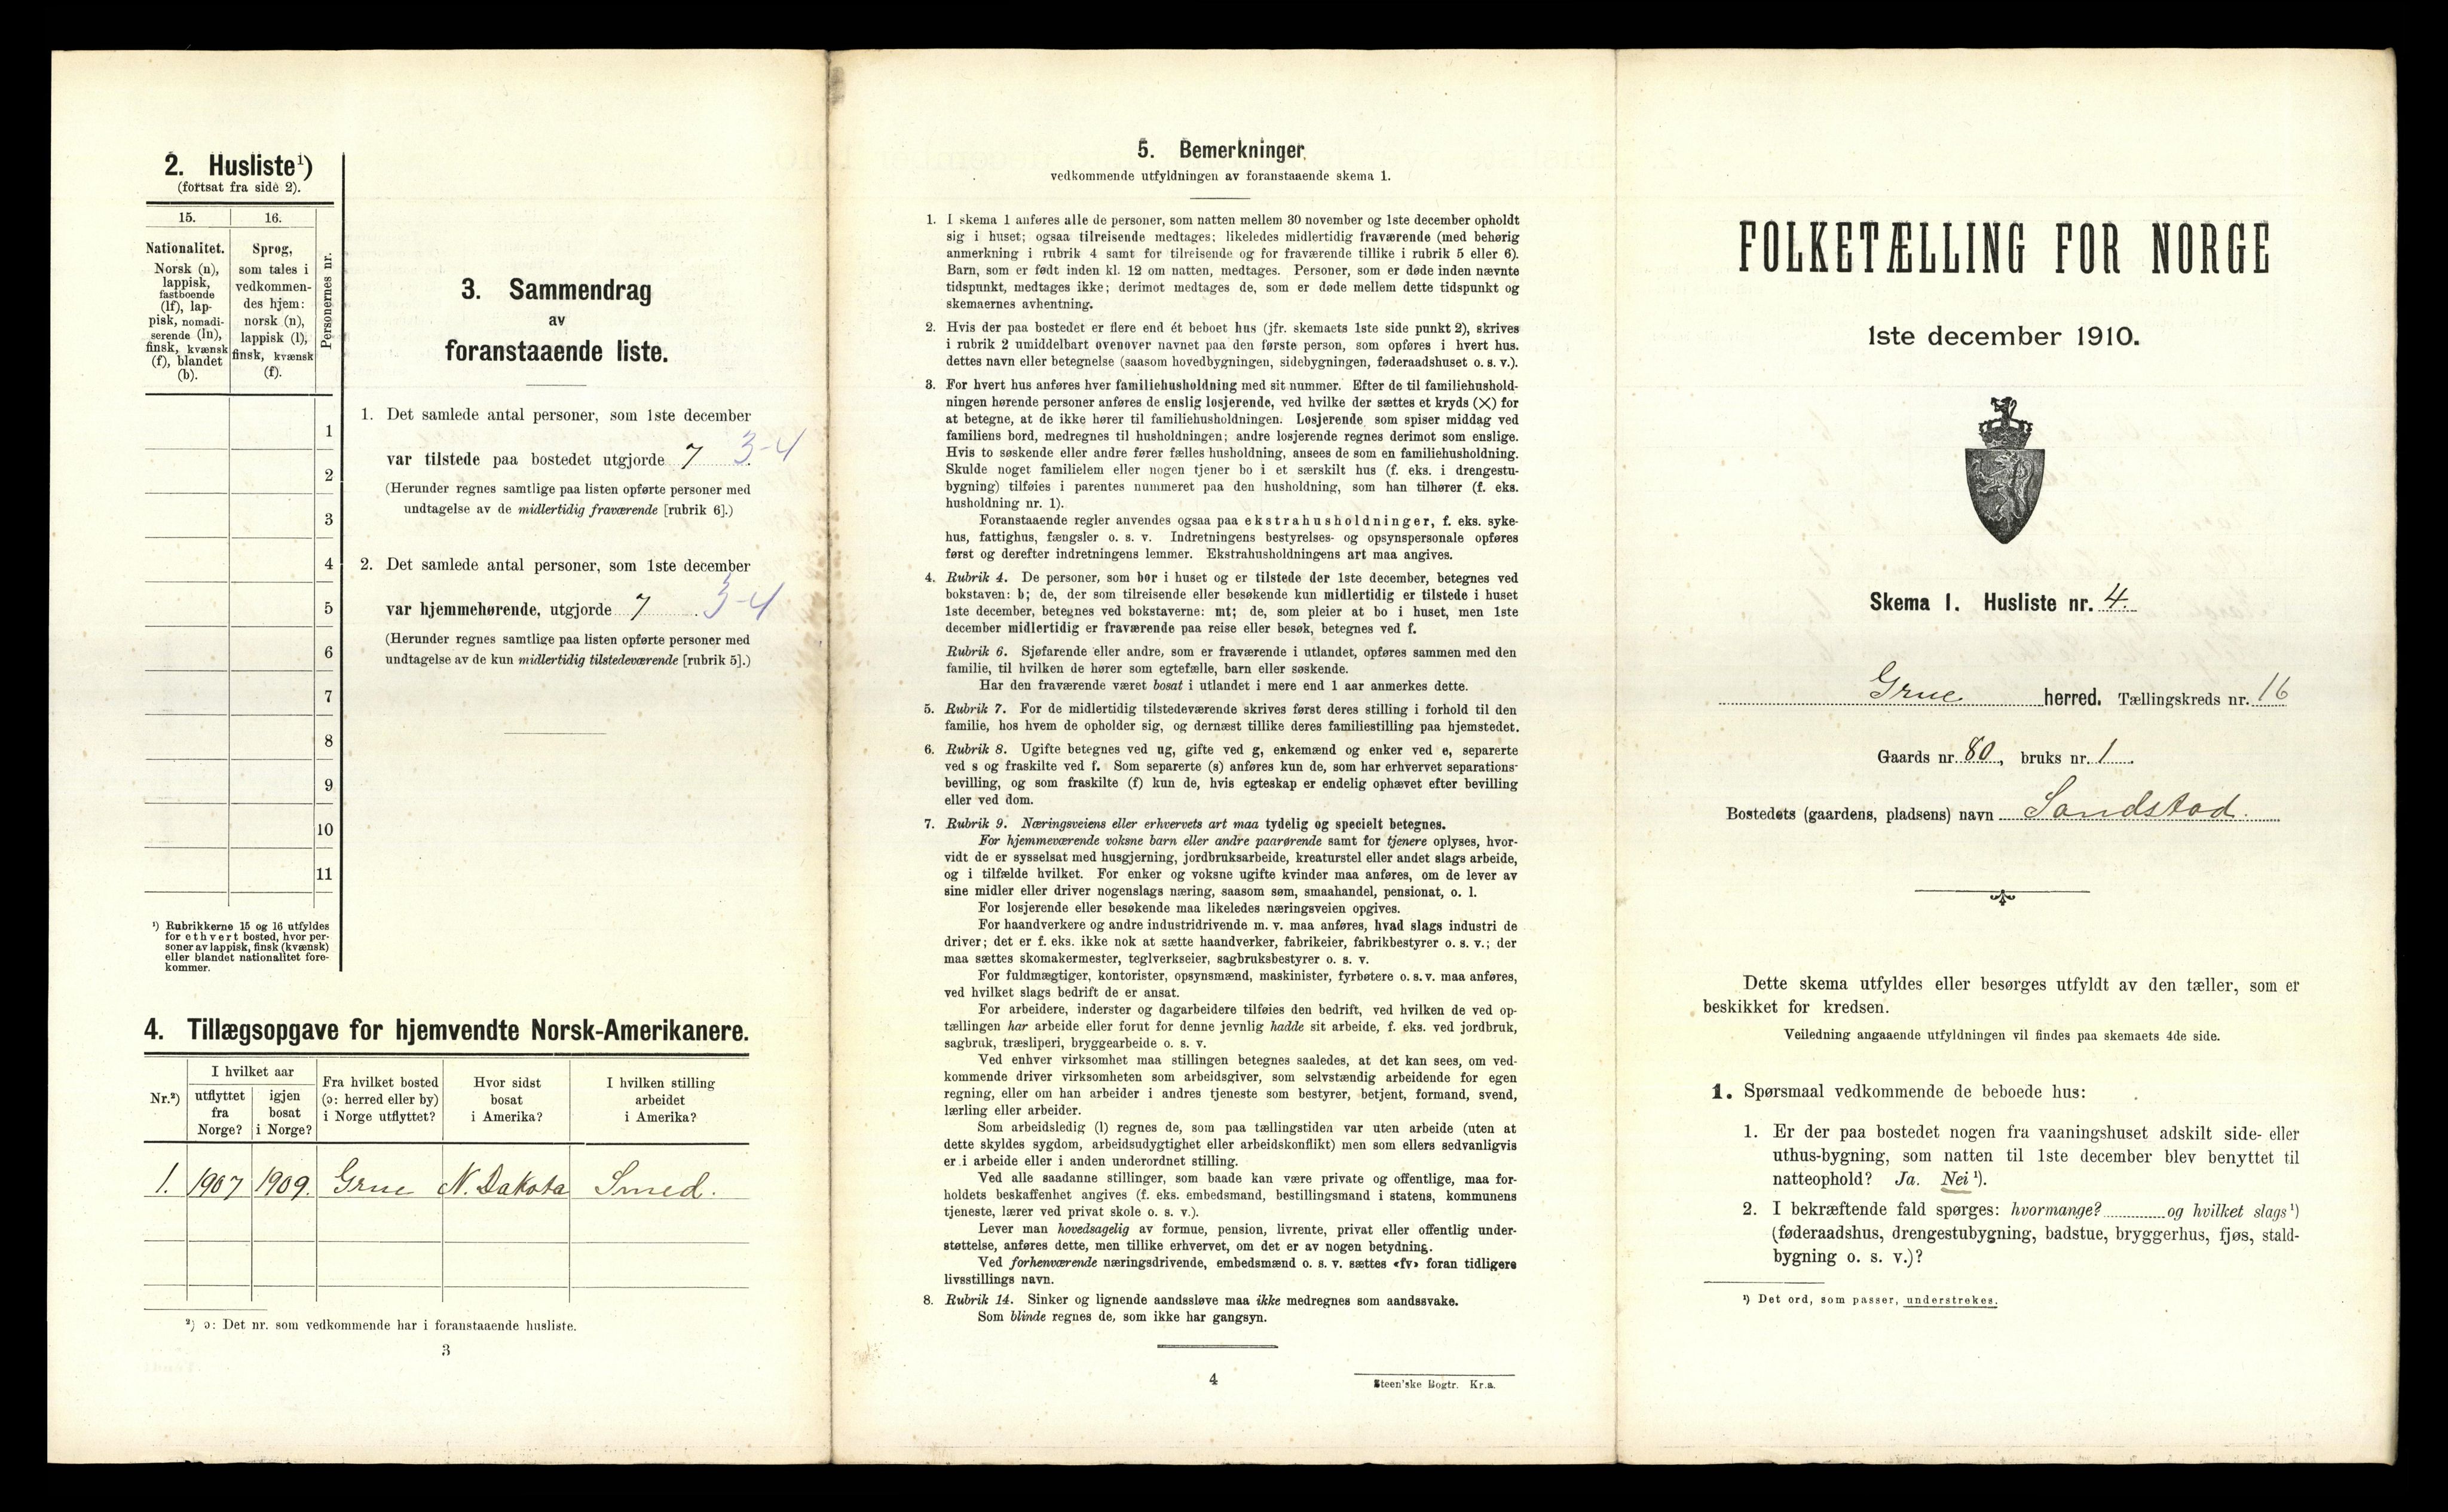 2. Husliste¹)
(fortsat fra side 2).
15.
16.
Personernes nr.
Nationalitet.
Norsk (n),
lappisk,
fastboende
(lf), lap-
pisk, nomadi-
serende (ln),
finsk, kvænsk
(f), blandet
(b).
Sprog,
som tales i
vedkommen-
des hjem:
norsk (n),
lappisk (l),
finsk, kvænsk
(f).
1
2
3
4
5
6
7
8
9
10
11
¹) Rubrikkerne 15 og 16 utfyldes
for ethvert bosted, hvor per-
soner av lappisk, finsk (kvænsk)
eller blandet nationalitet fore-
kommer.
3. Sammendrag
av
foranstaaende liste.
1. Det samlede antal personer, som 1ste december
var tilstede paa bostedet utgjorde 7 3-4
(Herunder regnes samtlige paa listen opførte personer med
undtagelse av de midlertidig fraværende [rubrik 6].)
2. Det samlede antal personer, som 1ste december
var hjemmehørende, utgjorde 7 3-4
(Herunder regnes samtlige paa listen opførte personer med
undtagelse av de kun midlertidig tilstedeværende [rubrik 5].)
4. Tillægsopgave for hjemvendte Norsk-Amerikanere.
Nr.²)
I hvilket aar
utflyttet
fra
Norge?
igjen
bosat
i Norge?
Fra hvilket bosted
(ɔ: herred eller by)
i Norge utflyttet?
Hvor sidst
bosat
i Amerika?
I hvilken stilling
arbeidet
i Amerika?
1. 1907 1909. Grue N. Dakota Smed.
²) ɔ: Det nr. som vedkommende har i foranstaaende husliste.
3
5. Bemerkninger
vedkommende utfyldningen av foranstaaende skema 1.
1. I skema 1 anføres alle de personer, som natten mellem 30 november og 1ste december opholdt
sig i huset; ogsaa tilreisende medtages; likeledes midlertidig fraværende (med behørig
anmerkning i rubrik 4 samt for tilreisende og for fraværende tillike i rubrik 5 eller 6).
Barn, som er født inden kl. 12 om natten, medtages. Personer, som er døde inden nævnte
tidspunkt, medtages ikke; derimot medtages de, som er døde mellem dette tidspunkt og
skemaernes avhentning.
2. Hvis der paa bostedet er flere end ét beboet hus (jfr. skemaets 1ste side punkt 2), skrives
i rubrik 2 umiddelbart ovenover navnet paa den første person, som opføres i hvert hus.
dettes navn eller betegnelse (saasom hovedbygningen, sidebygningen, føderaadshuset o. s. v.).
3. For hvert hus anføres hver familiehusholdning med sit nummer. Efter de til familiehushold-
ningen hørende personer anføres de enslig losjerende, ved hvilke der sættes et kryds (X) for
at betegne, at de ikke hører til familiehusholdningen. Losjerende som spiser middag ved
familiens bord, medregnes til husholdningen; andre losjerende regnes derimot som enslige.
Hvis to søskende eller andre fører fælles husholdning, ansees de som en familiehusholdning.
Skulde noget familielem eller nogen tjener bo i et særskilt hus (f. eks. i drengestu-
bygning) tilføies i parentes nummeret paa den husholdning, som han tilhører (f. eks.
husholdning nr. 1).
Foranstaaende regler anvendes ogsaa paa ekstrahusholdninger, f. eks. syke-
hus, fattighus, fængsler o. s. v. Indretningens bestyrelses- og opsynspersonale opføres
først og derefter indretningens lemmer. Ekstrahusholdningens art maa angives.
4. Rubrik 4. De personer, som bor i huset og er tilstede der 1ste december, betegnes ved
bokstaven: b; de, der som tilreisende eller besøkende kun midlertidig er tilstede i huset
1ste december, betegnes ved bokstaverne: mt; de, som pleier at bo i huset, men 1ste
december midlertidig er fraværende paa reise eller besøk, betegnes ved f.
Rubrik 6. Sjøfarende eller andre, som er fraværende i utlandet, opføres sammen med den
familie, til hvilken de hører som egtefælle, barn eller søskende.
Har den fraværende været bosat i utlandet i mere end 1 aar anmerkes dette.
5. Rubrik 7. For de midlertidig tilstedeværende skrives først deres stilling i forhold til den
familie, hos hvem de opholder sig, og dernæst tillike deres familiestilling paa hjemstedet.
6. Rubrik 8. Ugifte betegnes ved ug, gifte ved g, enkemænd og enker ved e, separerte
ved s og fraskilte ved f. Som separerte (s) anføres kun de, som har erhvervet separations-
bevilling, og som fraskilte (f) kun de, hvis egteskap er endelig ophævet efter bevilling
eller ved dom.
7. Rubrik 9. Næringsveiens eller erhvervets art maa tydelig og specielt betegnes.
For hjemmeværende voksne barn eller andre paarørende samt for tjenere oplyses, hvor-
vidt de er sysselsat med husgjerning, jordbruksarbeide, kreaturstel eller andet slags arbeide,
og i tilfælde hvilket. For enker og voksne ugifte kvinder maa anføres, om de lever av
sine midler eller driver nogenslags næring, saasom søm, smaahandel, pensionat, o. l.
For losjerende eller besøkende maa likeledes næringsveien opgives.
For haandverkere og andre industridrivende m. v. maa anføres, hvad slags industri de
driver; det er f. eks. ikke nok at sætte haandverker, fabrikeier, fabrikbestyrer o. s. v.; der
maa sættes skomakermester, teglverkseier, sagbruksbestyrer o. s. v.
For fuldmægtiger, kontorister, opsynsmænd, maskinister, fyrbøtere o. s. v. maa anføres,
ved hvilket slags bedrift de er ansat.
For arbeidere, inderster og dagarbeidere tilføies den bedrift, ved hvilken de ved op-
tællingen har arbeide eller forut for denne jevnlig hadde sit arbeide, f. eks. ved jordbruk,
sagbruk, træsliperi, bryggearbeide o. s. v.
Ved enhver virksomhet maa stillingen betegnes saaledes, at det kan sees, om ved-
kommende driver virksomheten som arbeidsgiver, som selvstændig arbeidende for egen
regning, eller om han arbeider i andres tjeneste som bestyrer, betjent, formand, svend,
lærling eller arbeider.
Som arbeidsledig (l) regnes de, som paa tællingstiden var uten arbeide (uten at
dette skyldes sygdom, arbeidsudygtighet eller arbeidskonflikt) men som ellers sedvanligvis
er i arbeide eller i anden underordnet stilling.
Ved alle saadanne stillinger, som baade kan være private og offentlige, maa for-
holdets beskaffenhet angives (f. eks. embedsmand, bestillingsmand i statens, kommunens
tjeneste, lærer ved privat skole o. s. v.).
Lever man hovedsagelig av formue, pension, livrente, privat eller offentlig under-
støttelse, anføres dette, men tillike erhvervet, om det er av nogen betydning.
Ved forhenværende næringsdrivende, embedsmænd o. s. v. sættes «fv» foran tidligere
livsstillings navn.
8. Rubrik 14. Sinker og lignende aandssløve maa ikke medregnes som aandssvake.
Som blinde regnes de, som ikke har gangsyn.
4
Steen'ske Bogtr. Kr.a.
FOLKETÆLLING FOR NORGE
1ste december 1910.
Skema 1. Husliste nr. 4.
Grue herred. Tællingskreds nr. 16
Gaards nr. 80, bruks nr. 1.
Bostedets (gaardens, pladsens) navn Sandstad.
Dette skema utfyldes eller besørges utfyldt av den tæller, som er
beskikket for kredsen.
Veiledning angaaende utfyldningen vil findes paa skemaets 4de side.
1. Spørsmaal vedkommende de beboede hus:
1. Er der paa bostedet nogen fra vaaningshuset adskilt side- eller
uthus-bygning, som natten til 1ste december blev benyttet til
natteophold? Ja. Nei ¹).
2. I bekræftende fald spørges: hvormange? og hvilket slags ¹)
(føderaadshus, drengestubygning, badstue, bryggerhus, fjøs, stald-
bygning o. s. v.)?
¹) Det ord, som passer, understrekes.